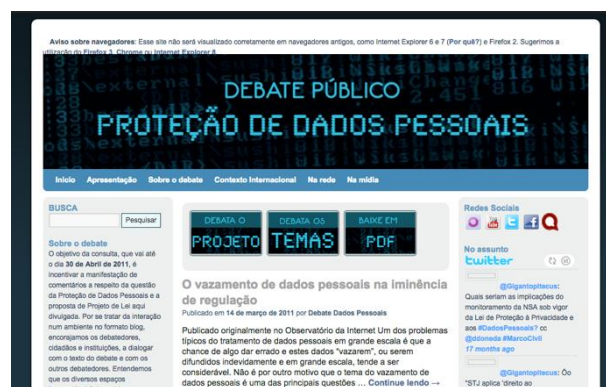 Aviso sobre navegadores: Esse site não será visualizado corretamente em navegadores antigos, como Internet Explorer 6 e 7 (Por quê?) e Firefox 2. Sugerimos a
utilização do Firefox 3, Chrome ou Internet Explorer 8.
DEBATE PÚBLICO
PROTEÇÃO DE DADOS PESSOAIS
Início Apresentação Sobre o debate Contexto Internacional Na rede Na mídia
BUSCA
Pesquisar
Sobre o debate
O objetivo da consulta, que vai até
o dia 30 de Abril de 2011, é
incentivar a manifestação de
comentários a respeito da questão
da Proteção de Dados Pessoais e a
proposta de Projeto de Lei aqui
divulgada. Por se tratar da interação
num ambiente no formato blog,
encorajamos os debatedores,
cidadãos e instituições, a dialogar
com o texto do debate e com os
outros debatedores. Entendemos
que os diversos espaços
DEBATA O
PROJETO
DEBATA OS
TEMAS
BAIXE EM
PDF
O vazamento de dados pessoais na iminência
de regulação
Publicado em 14 de março de 2011 por Debate Dados Pessoais
Publicado originalmente no Observatório da Internet Um dos problemas
típicos do tratamento de dados pessoais em grande escala é que a
chance de algo dar errado e estes dados "vazarem", ou serem
difundidos indevidamente e em grande escala, tende a ser
considerável. Não é por outro motivo que o tema do vazamento de
dados pessoais é uma das principais questões ... Continue lendo →
Redes Sociais
No assunto
twitter
@Gigantopitecus:
Quais seriam as implicações do
monitoramento da NSA sob vigor
da Lei de Proteção à Privacidade e
aos #DadosPessoais? cc
@ddoneda #MarcoCivil
17 months ago
@Gigantopitecus: Ôo
"STJ aplica 'direito ao